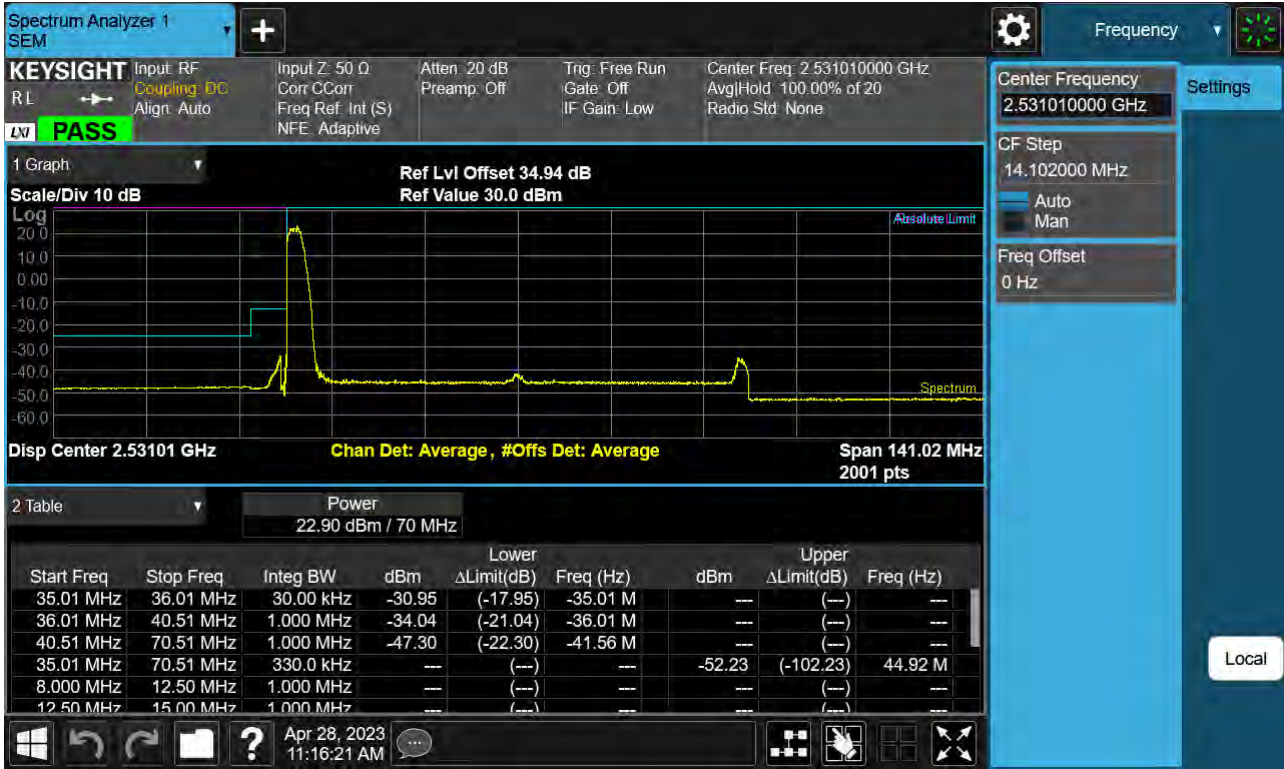 Spectrum Analyzer 1
SEM
+
Frequency
KEYSIGHT
RL
LXI PASS
Input: RF
Coupling: DC
Align: Auto
Input Z: 50 Ω
Corr CCorr
Freq Ref: Int (S)
NFE: Adaptive
Atten: 20 dB
Preamp: Off
Trig: Free Run
Gate: Off
IF Gain: Low
Center Freq: 2.531010000 GHz
Avg|Hold: 100.00% of 20
Radio Std: None
Center Frequency
2.531010000 GHz
Settings
CF Step
14.102000 MHz
Auto
Man
Freq Offset
0 Hz
Local
1 Graph
Scale/Div 10 dB
Ref Lvl Offset 34.94 dB
Ref Value 30.0 dBm
Log
Absolute Limit
20.0
10.0
0.00
-10.0
-20.0
-30.0
-40.0
-50.0
-60.0
Spectrum
Disp Center 2.53101 GHz
Chan Det: Average, #Offs Det: Average
Span 141.02 MHz
2001 pts
2 Table
Power
22.90 dBm / 70 MHz
Lower Upper
Start Freq Stop Freq Integ BW dBm ΔLimit(dB) Freq (Hz) dBm ΔLimit(dB) Freq (Hz)
35.01 MHz 36.01 MHz 30.00 kHz -30.95 (-17.95) -35.01 M --- (---) ---
36.01 MHz 40.51 MHz 1.000 MHz -34.04 (-21.04) -36.01 M --- (---) ---
40.51 MHz 70.51 MHz 1.000 MHz -47.30 (-22.30) -41.56 M --- (---) ---
35.01 MHz 70.51 MHz 330.0 kHz --- (---) --- -52.23 (-102.23) 44.92 M
8.000 MHz 12.50 MHz 1.000 MHz --- (---) --- --- (---) ---
12.50 MHz 15.00 MHz 1.000 MHz --- (---) --- --- (---) ---
?
Apr 28, 2023
11:16:21 AM